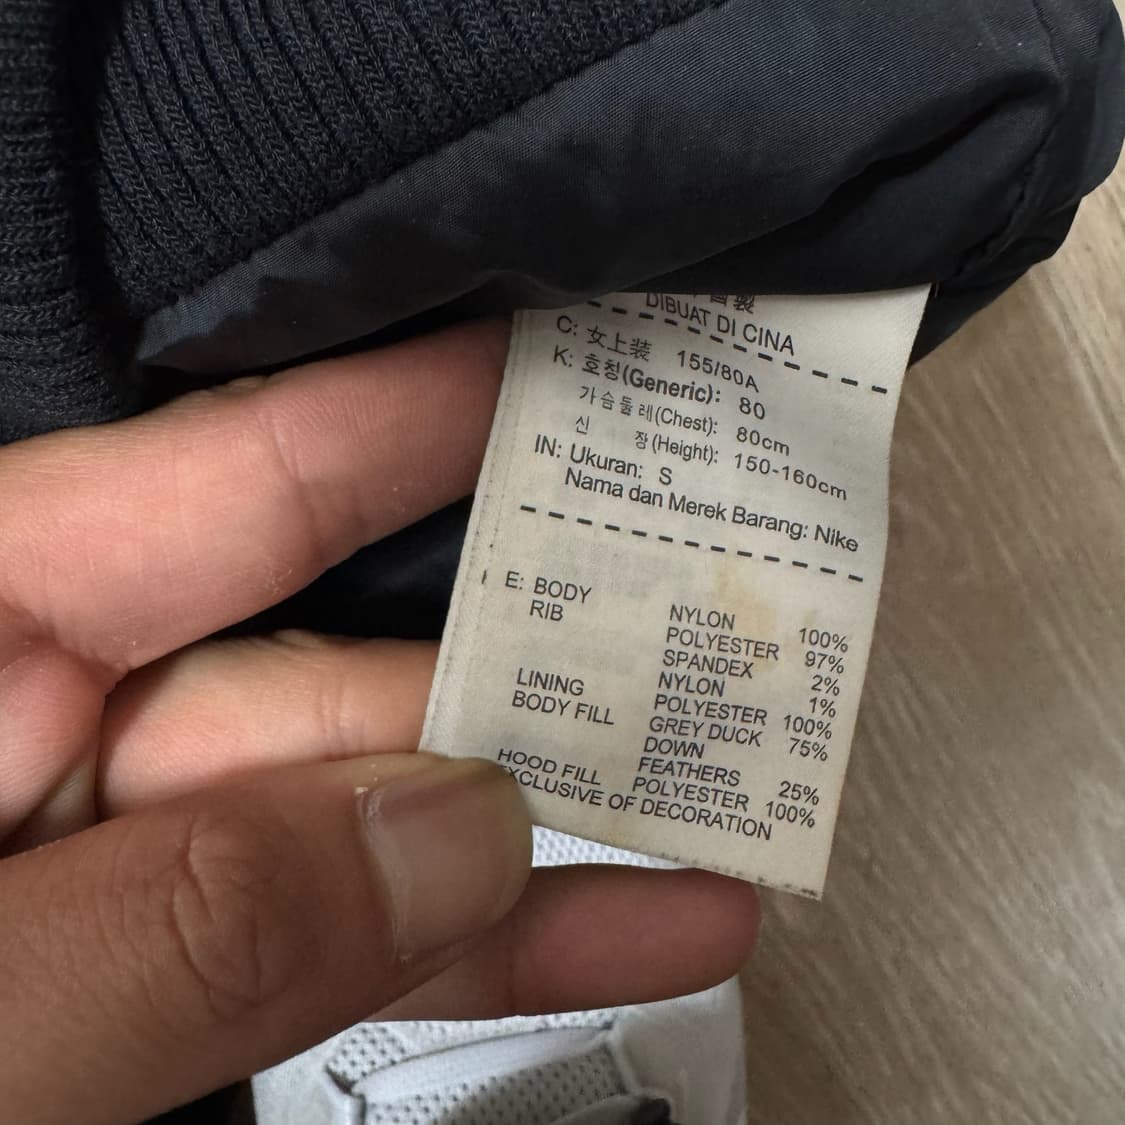 DIBUAT DI CINA
C: 女上装 155/80A
K: 호칭(Generic): 80
가슴둘레(Chest): 80cm
신 장(Height): 150-160cm
IN: Ukuran: S
Nama dan Merek Barang: Nike
E: BODY NYLON 100%
RIB POLYESTER 97%
SPANDEX 2%
NYLON 1%
LINING POLYESTER 100%
BODY FILL GREY DUCK 75%
DOWN
FEATHERS 25%
HOOD FILL POLYESTER 100%
EXCLUSIVE OF DECORATION